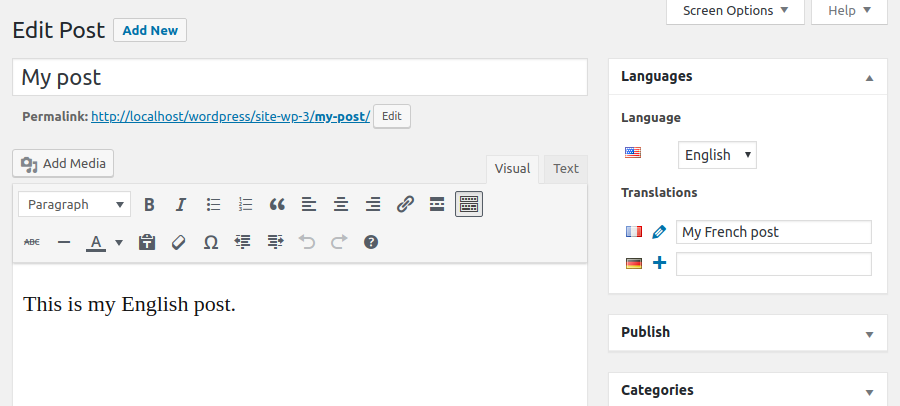 Screen Options Help
Edit Post Add New
My post
Permalink: http://localhost/wordpress/site-wp-3/my-post/ Edit
Add Media
Visual Text
Paragraph B I
ABC A Ω ?
This is my English post.
Languages
Language
English
Translations
My French post
Publish
Categories